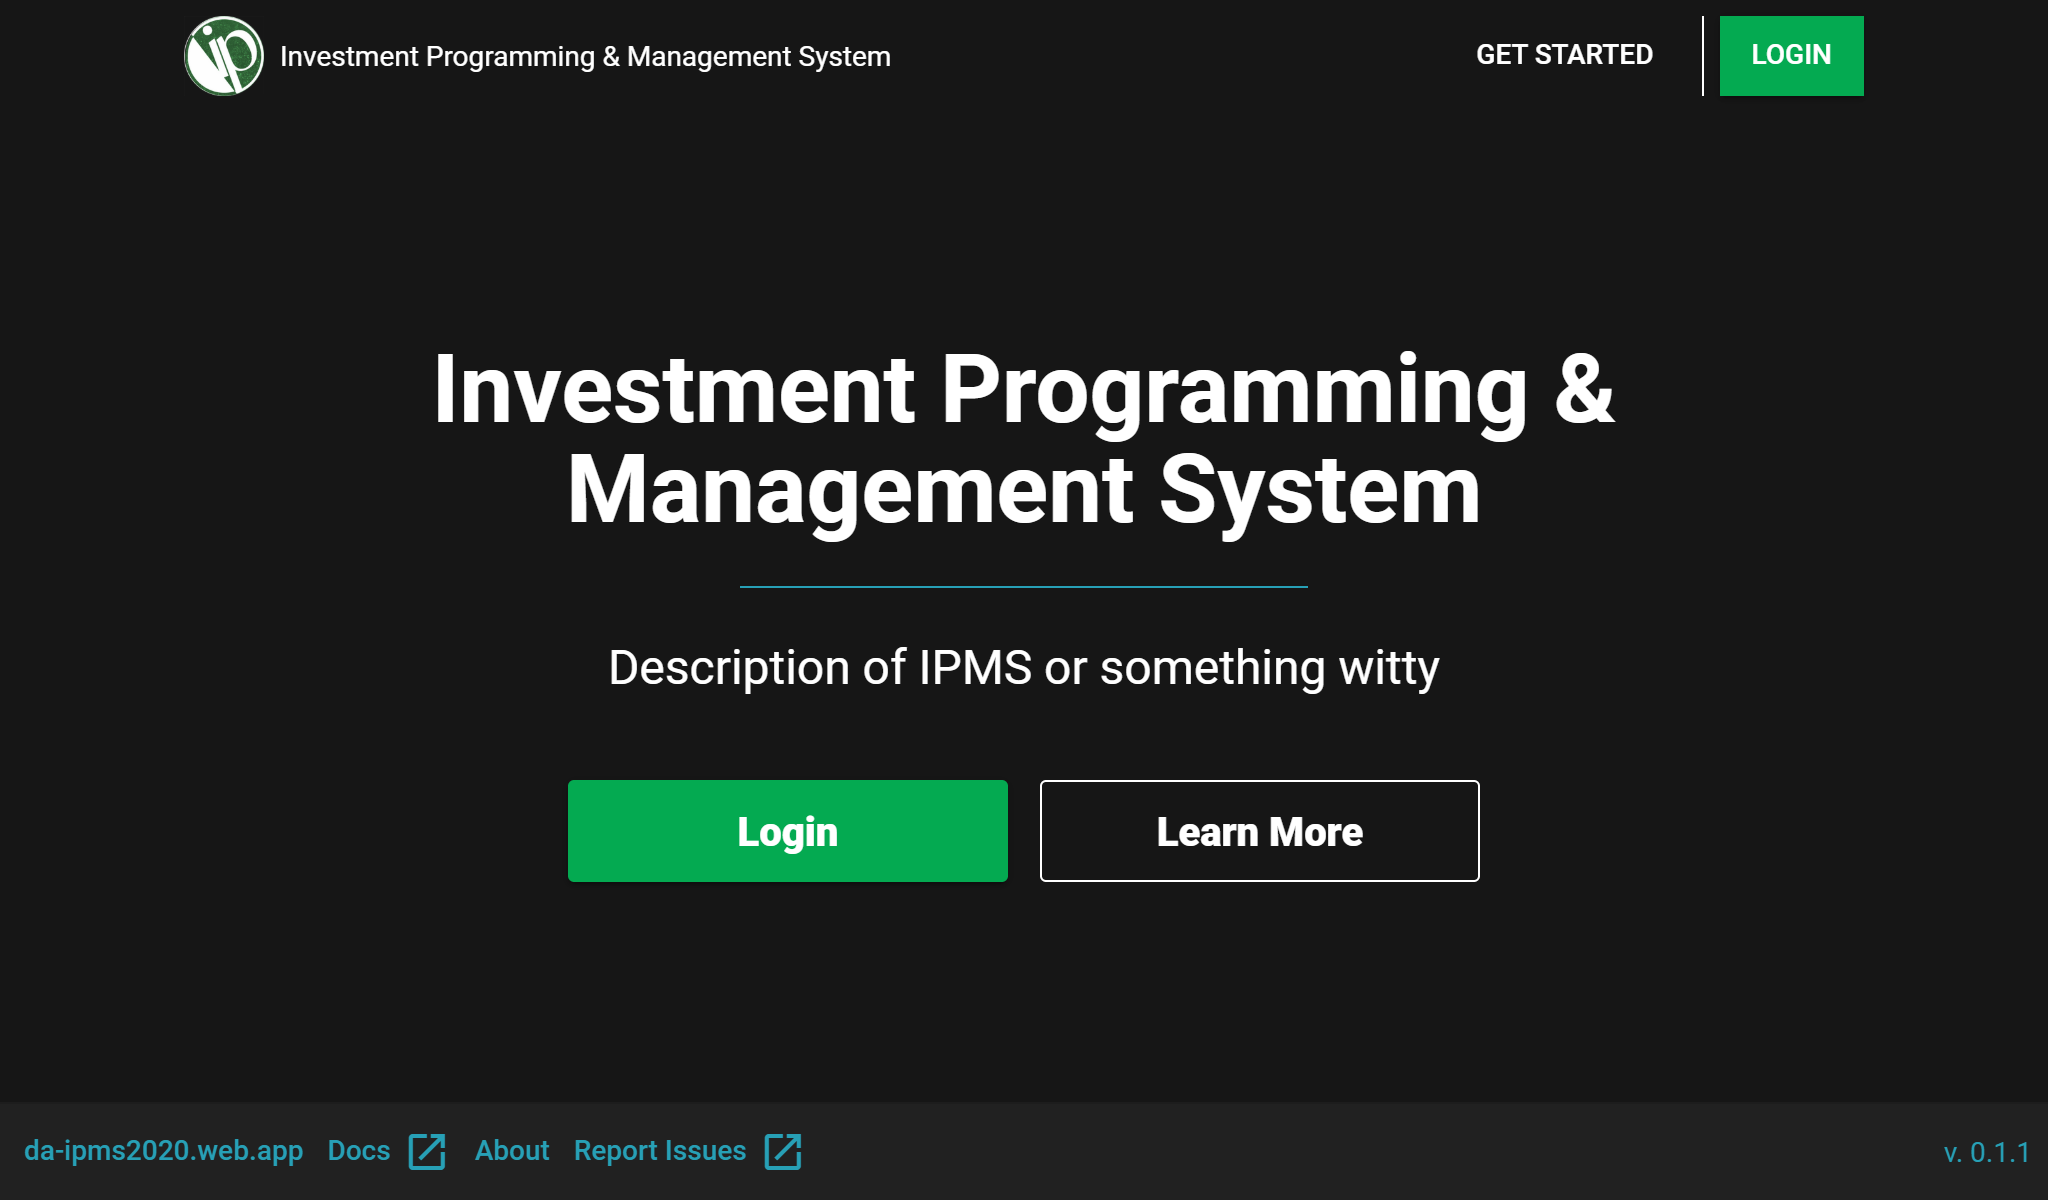 ip
Investment Programming & Management System
GET STARTED
LOGIN
Investment Programming &
Management System
Description of IPMS or something witty
Login
Learn More
da-ipms2020.web.app Docs About Report Issues
v. 0.1.1